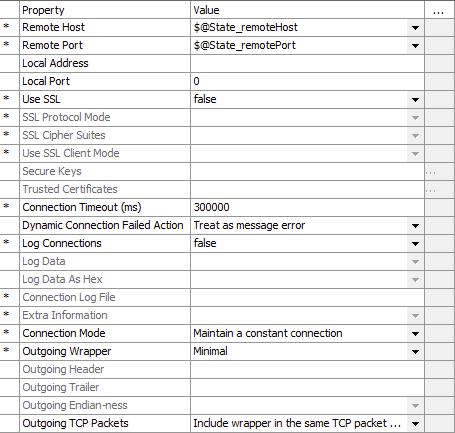 Property Value ...
* Remote Host $@State_remoteHost
* Remote Port $@State_remotePort
Local Address
Local Port 0
* Use SSL false
* SSL Protocol Mode
* SSL Cipher Suites
* Use SSL Client Mode
Secure Keys ...
Trusted Certificates ...
* Connection Timeout (ms) 300000
Dynamic Connection Failed Action Treat as message error
* Log Connections false
Log Data
Log Data As Hex
* Connection Log File
* Extra Information
* Connection Mode Maintain a constant connection
* Outgoing Wrapper Minimal
Outgoing Header
Outgoing Trailer
Outgoing Endian-ness
Outgoing TCP Packets Include wrapper in the same TCP packet ...